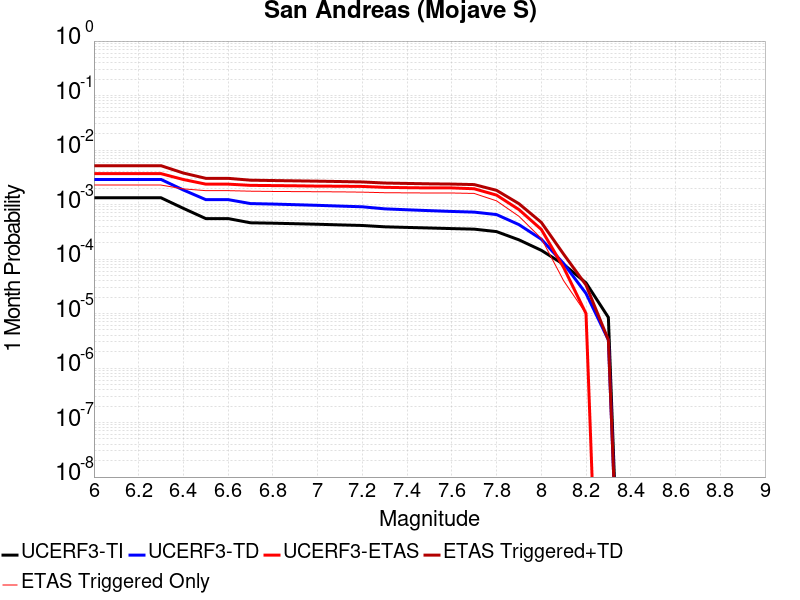 San Andreas (Mojave S)
10^0
10^-1
10^-2
10^-3
10^-4
10^-5
10^-6
10^-7
10^-8
1 Month Probability
6 6.2 6.4 6.6 6.8 7 7.2 7.4 7.6 7.8 8 8.2 8.4 8.6 8.8 9
Magnitude
UCERF3-TI UCERF3-TD UCERF3-ETAS ETAS Triggered+TD
ETAS Triggered Only